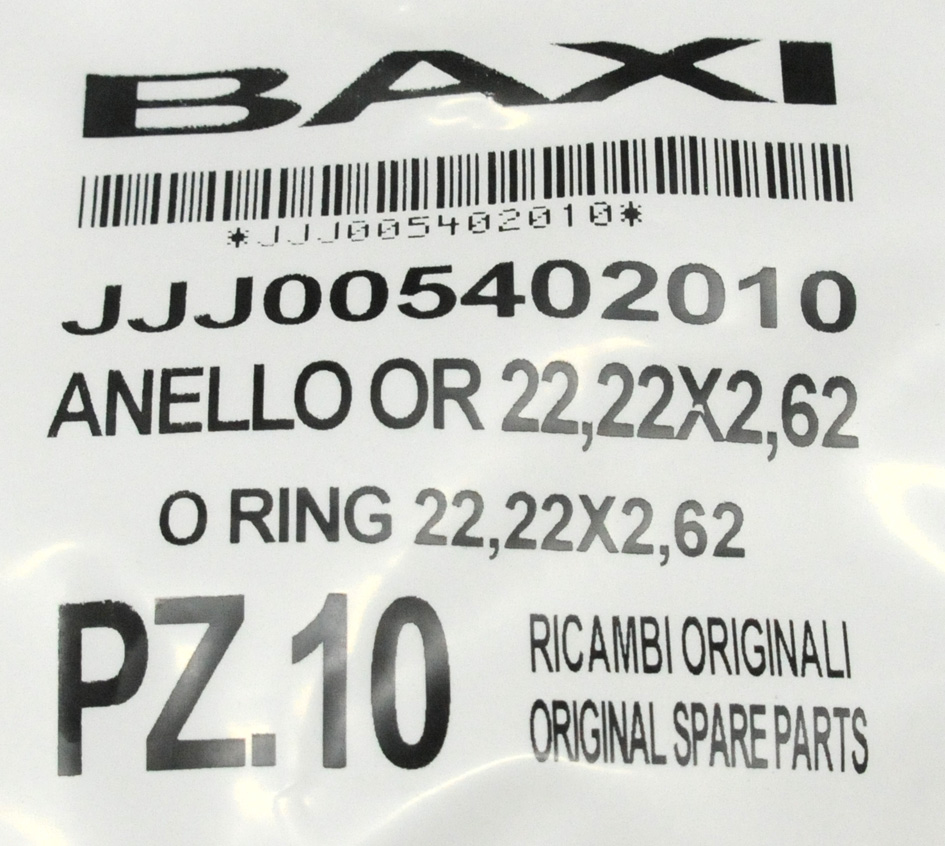 BAXI
*JJJ005402010*
JJJ005402010
ANELLO OR 22,22X2,62
O RING 22,22X2,62
PZ.10
RICAMBI ORIGINALI
ORIGINAL SPARE PARTS